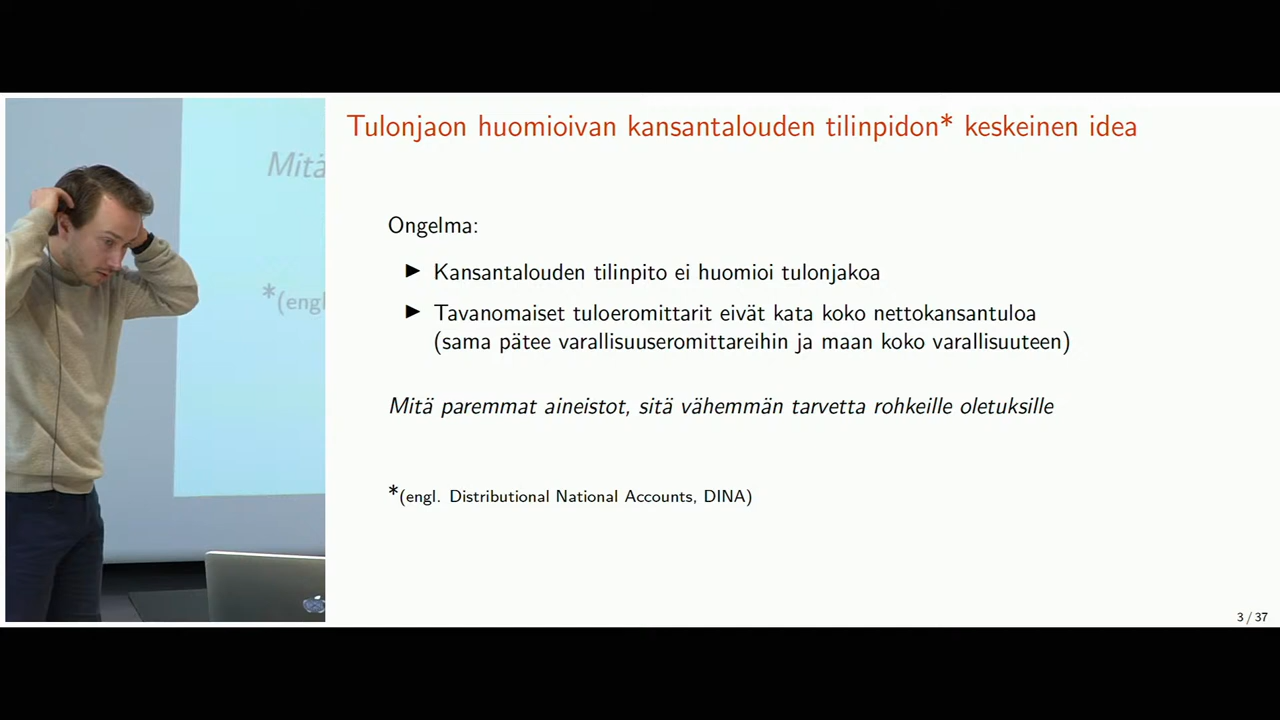 Tulonjaon huomioivan kansantalouden tilinpidon* keskeinen idea
Ongelma:
▶ Kansantalouden tilinpito ei huomioi tulonjakoa
▶ Tavanomaiset tuloeromittarit eivät kata koko nettokansantuloa
(sama pätee varallisuuseromittareihin ja maan koko varallisuuteen)
Mitä paremmat aineistot, sitä vähemmän tarvetta rohkeille oletuksille
*(engl. Distributional National Accounts, DINA)
3 / 37
Mitä
*(engl